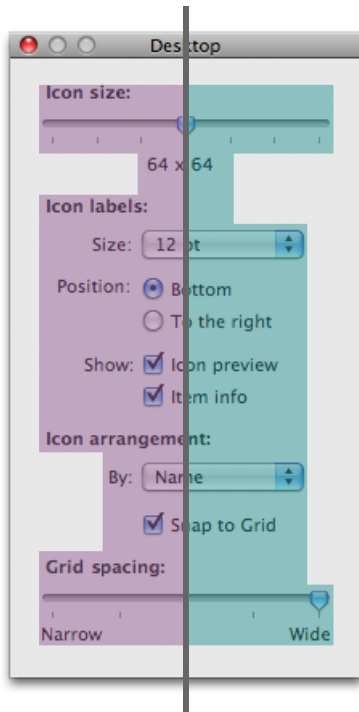 Desktop
Icon size:
64 x 64
Icon labels:
Size: 12 pt
Position: Bottom
To the right
Show: Icon preview
Item info
Icon arrangement:
By: Name
Snap to Grid
Grid spacing:
Narrow Wide